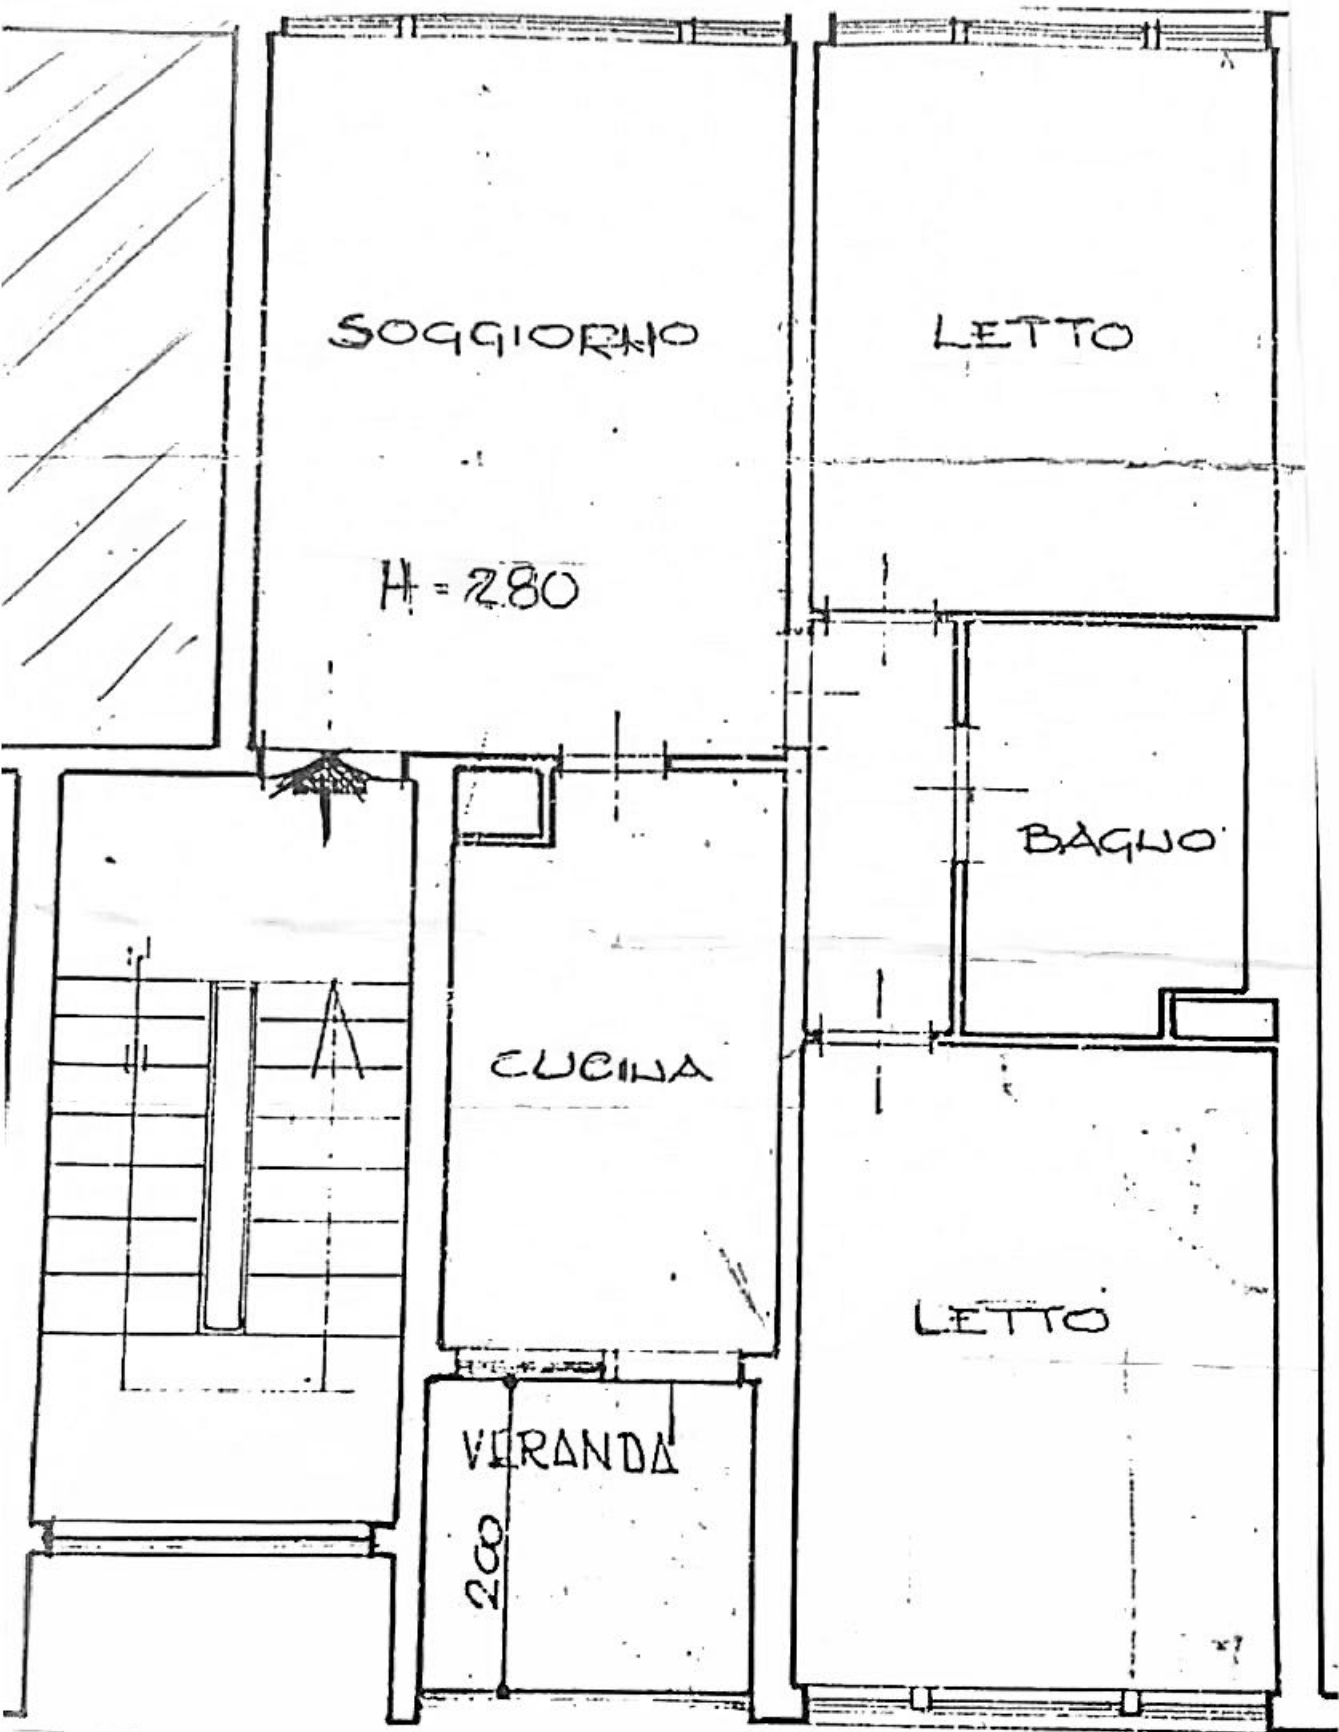 SOGGIORNO
LETTO
H = 280
BAGNO
CUCINA
LETTO
VERANDA
200